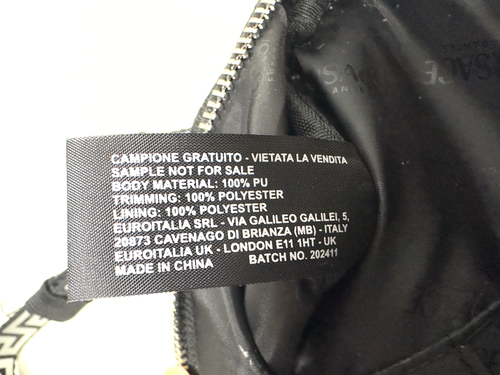 CAMPIONE GRATUITO - VIETATA LA VENDITA
SAMPLE NOT FOR SALE
BODY MATERIAL: 100% PU
TRIMMING: 100% POLYESTER
LINING: 100% POLYESTER
EUROITALIA SRL - VIA GALILEO GALILEI, 5,
20873 CAVENAGO DI BRIANZA (MB) - ITALY
EUROITALIA UK - LONDON E11 1HT - UK
MADE IN CHINA BATCH NO. 202411